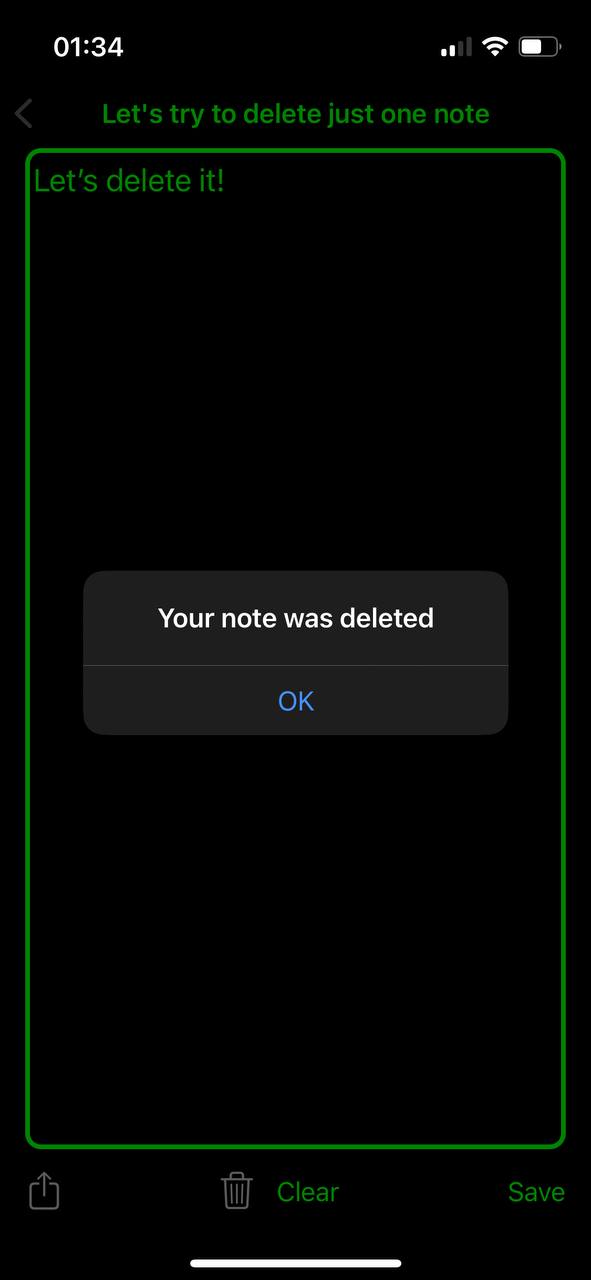 01:34
Let's try to delete just one note
Let’s delete it!
Your note was deleted
OK
Clear
Save